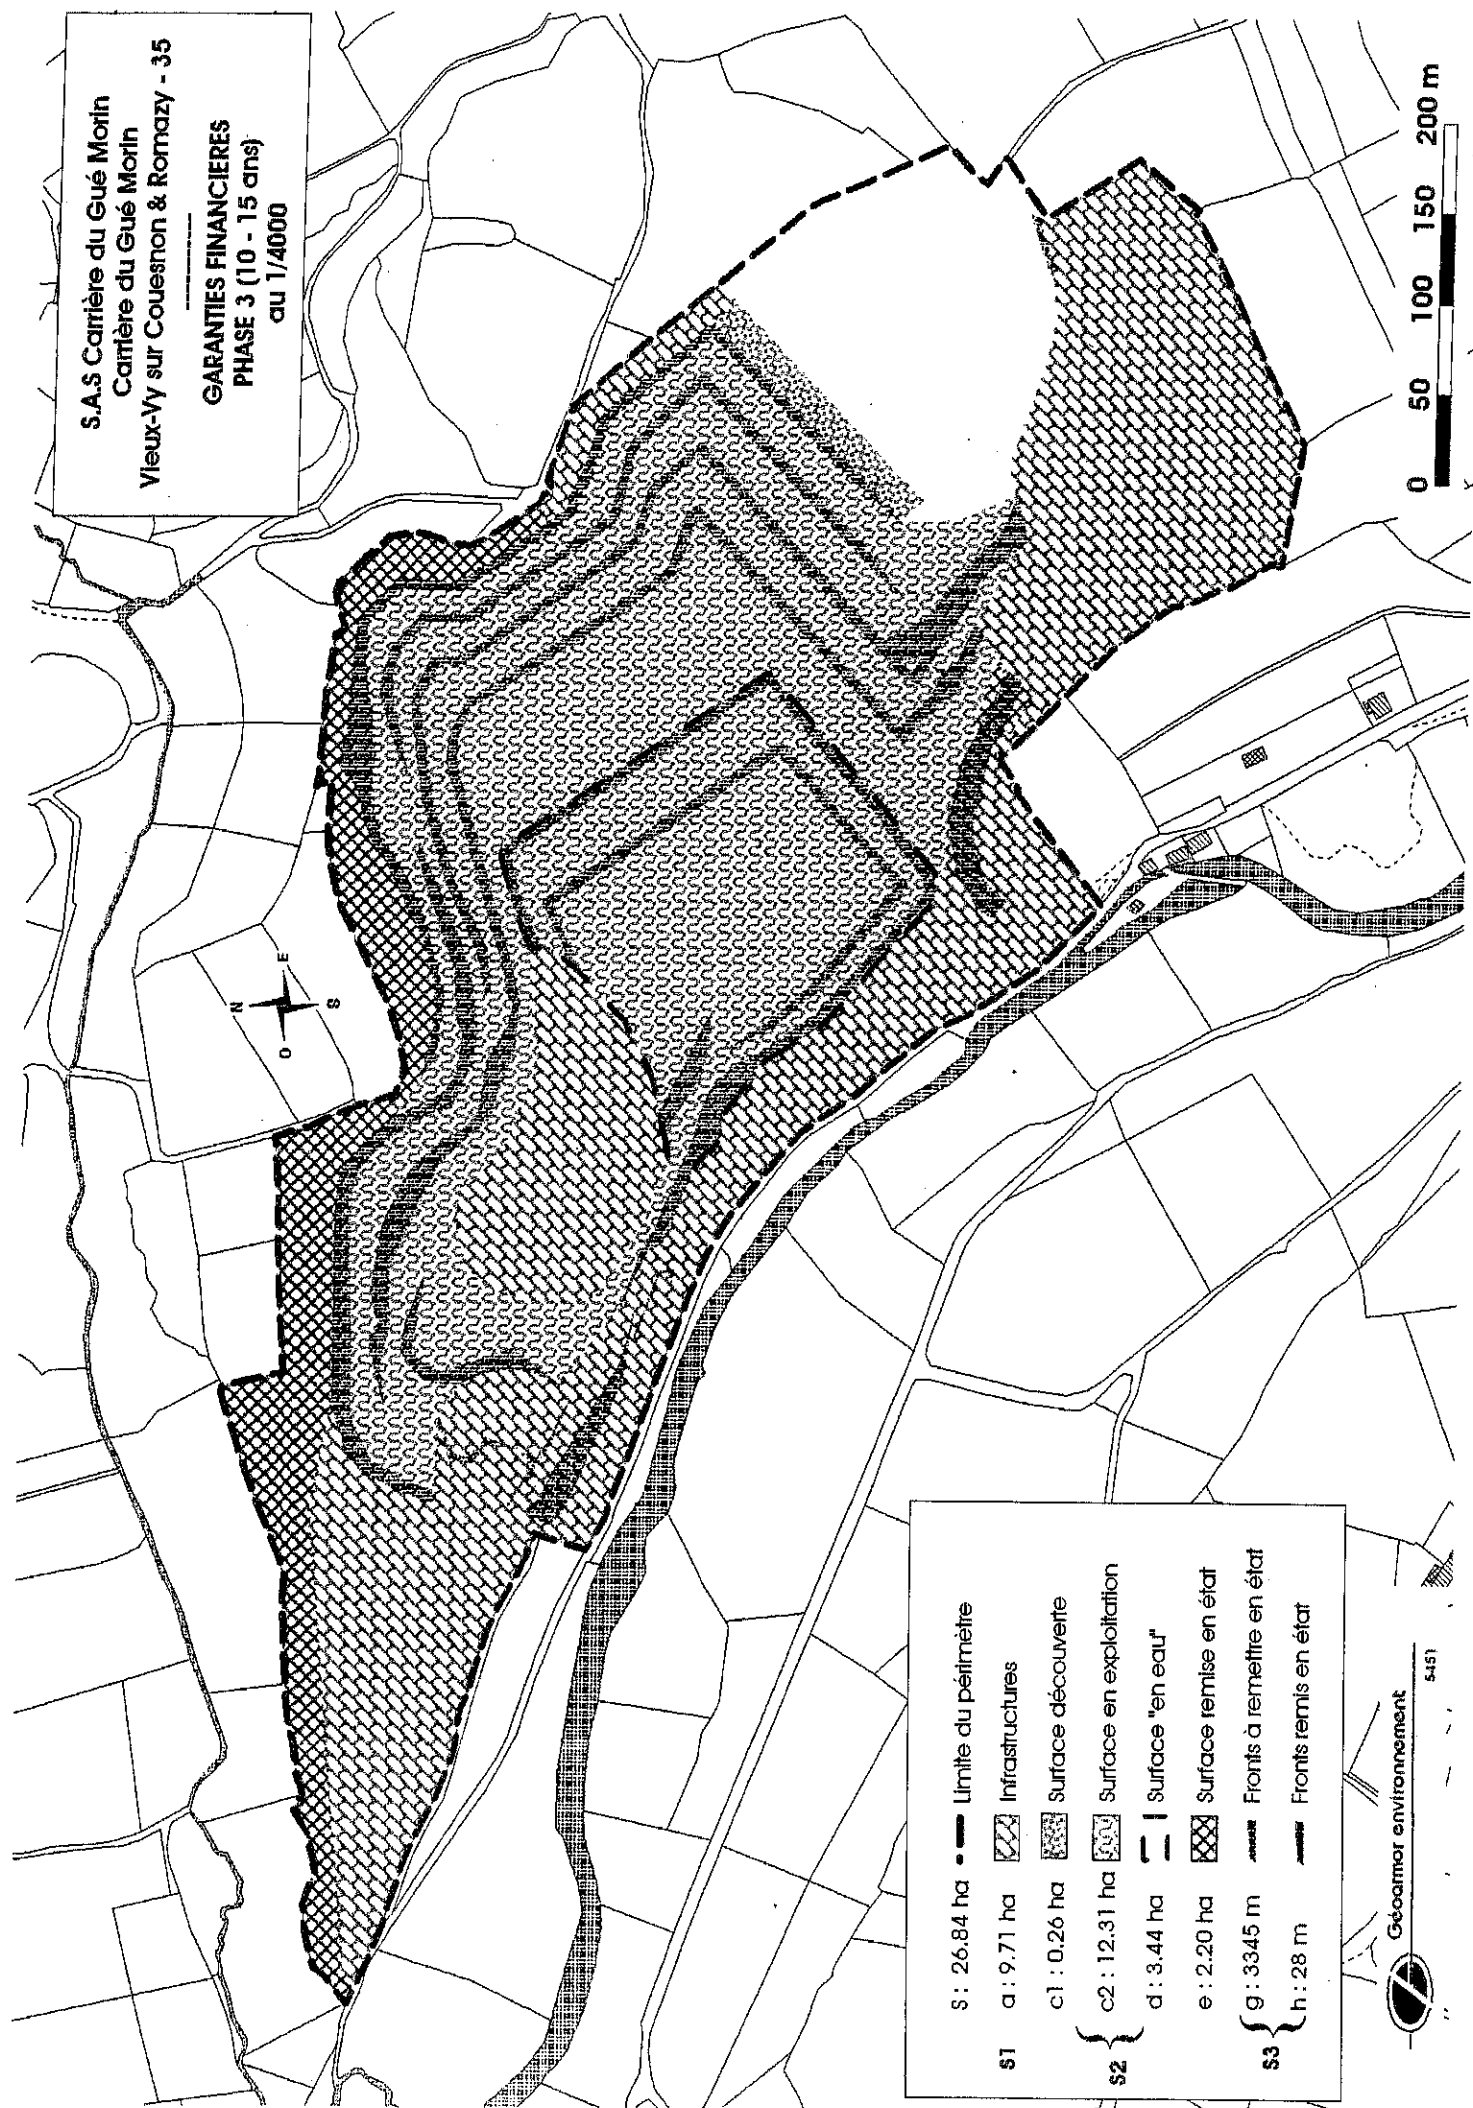 S.A.S Carrière du Gué Morin
Carrière du Gué Morin
Vieux-Vy sur Couesnon & Romazy - 35
GARANTIES FINANCIERES
PHASE 3 (10 - 15 ans)
au 1/4000
N
O
E
S
0 50 100 150 200 m
S : 26.84 ha Limite du périmètre
S1 a : 9.71 ha Infrastructures
c1 : 0.26 ha Surface découverte
S2 c2 : 12.31 ha Surface en exploitation
d : 3.44 ha Surface "en eau"
e : 2.20 ha Surface remise en état
S3 g : 3345 m Fronts à remettre en état
h : 28 m Fronts remis en état
Géoarmor environnement
5451